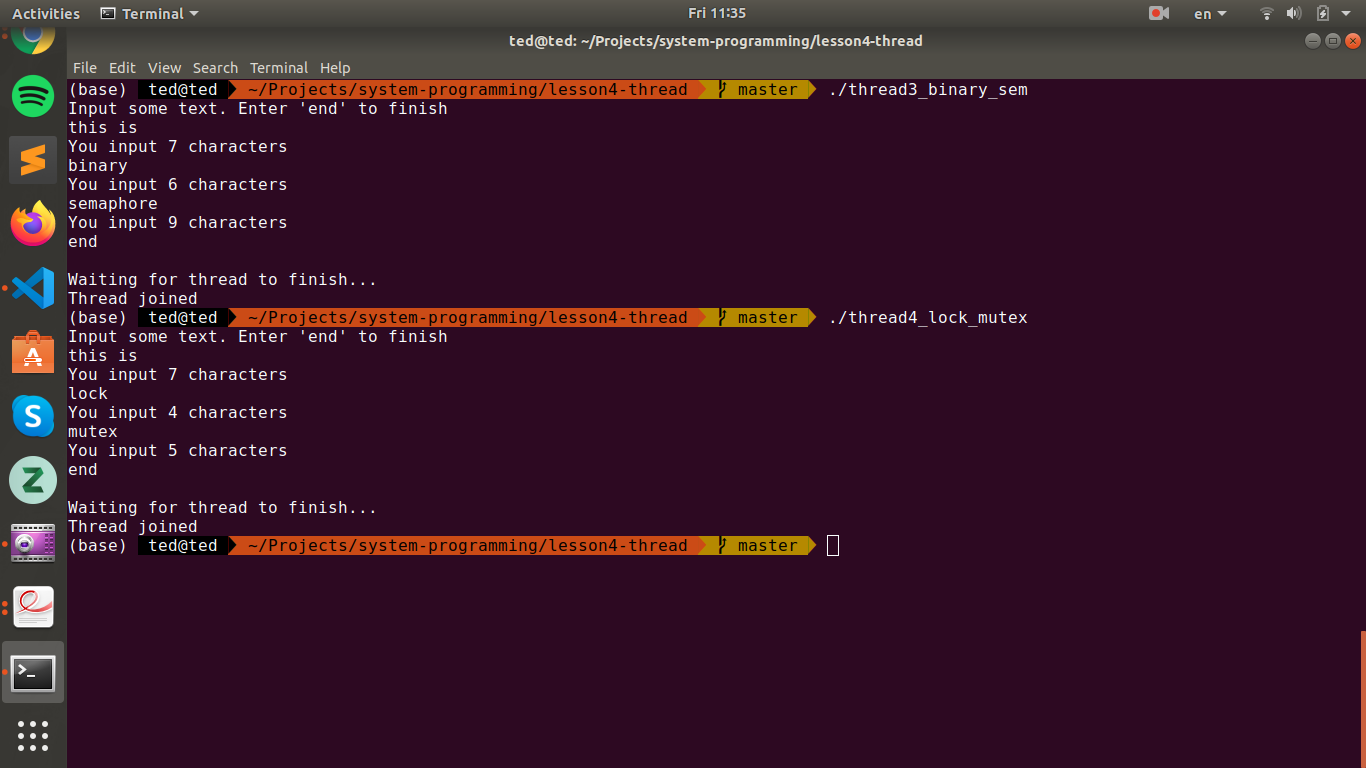 Activities Terminal Fri 11:35 en
ted@ted: ~/Projects/system-programming/lesson4-thread
File Edit View Search Terminal Help
(base) ted@ted ~/Projects/system-programming/lesson4-thread master ./thread3_binary_sem
Input some text. Enter 'end' to finish
this is
You input 7 characters
binary
You input 6 characters
semaphore
You input 9 characters
end
Waiting for thread to finish...
Thread joined
(base) ted@ted ~/Projects/system-programming/lesson4-thread master ./thread4_lock_mutex
Input some text. Enter 'end' to finish
this is
You input 7 characters
lock
You input 4 characters
mutex
You input 5 characters
end
Waiting for thread to finish...
Thread joined
(base) ted@ted ~/Projects/system-programming/lesson4-thread master